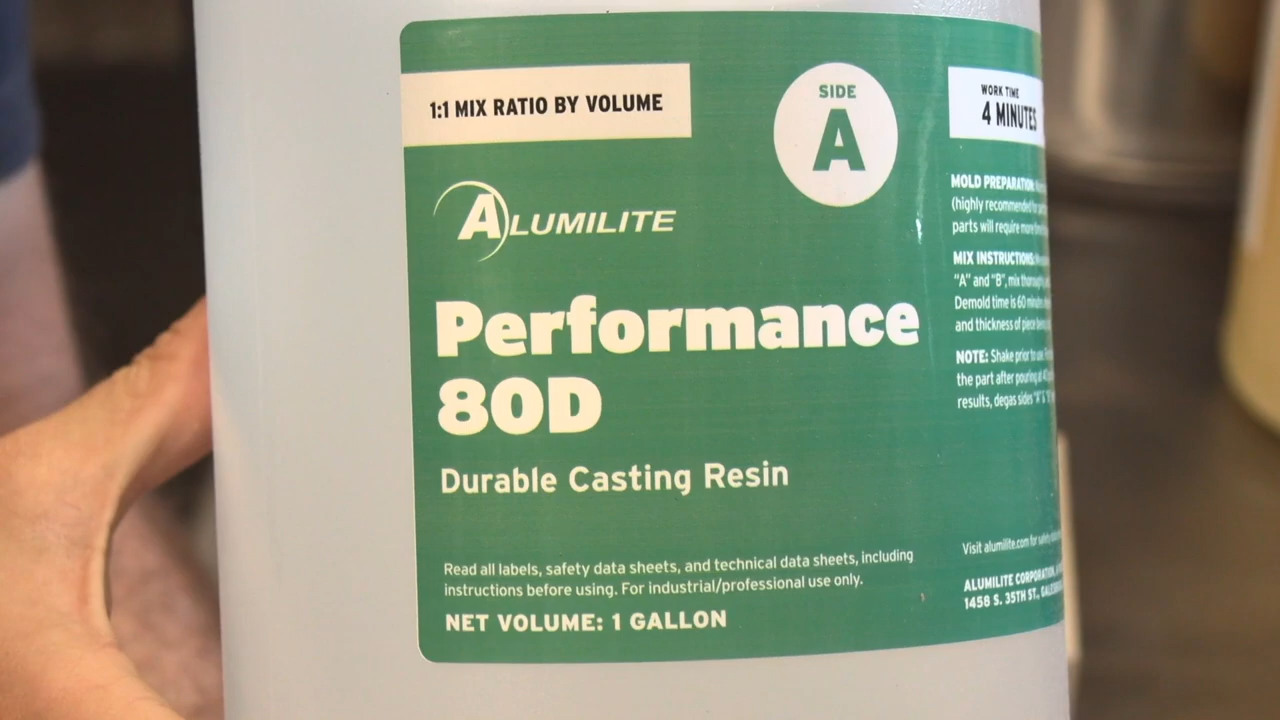 1:1 MIX RATIO BY VOLUME
SIDE
A
WORK TIME
4 MINUTES
ALUMILITE
Performance
80D
Durable Casting Resin
Read all labels, safety data sheets, and technical data sheets, including
instructions before using. For industrial/professional use only.
NET VOLUME: 1 GALLON
MOLD PREPARATION:
(highly recommended
parts will require more
MIX INSTRUCTIONS:
"A" and "B", mix thoroughly
Demold time is 60 minutes
and thickness of piece
NOTE: Shake prior to use.
the part after pouring at
results, degas sides "A" &
Visit alumilite.com for safety
ALUMILITE CORPORATION,
1458 S. 35TH ST.,